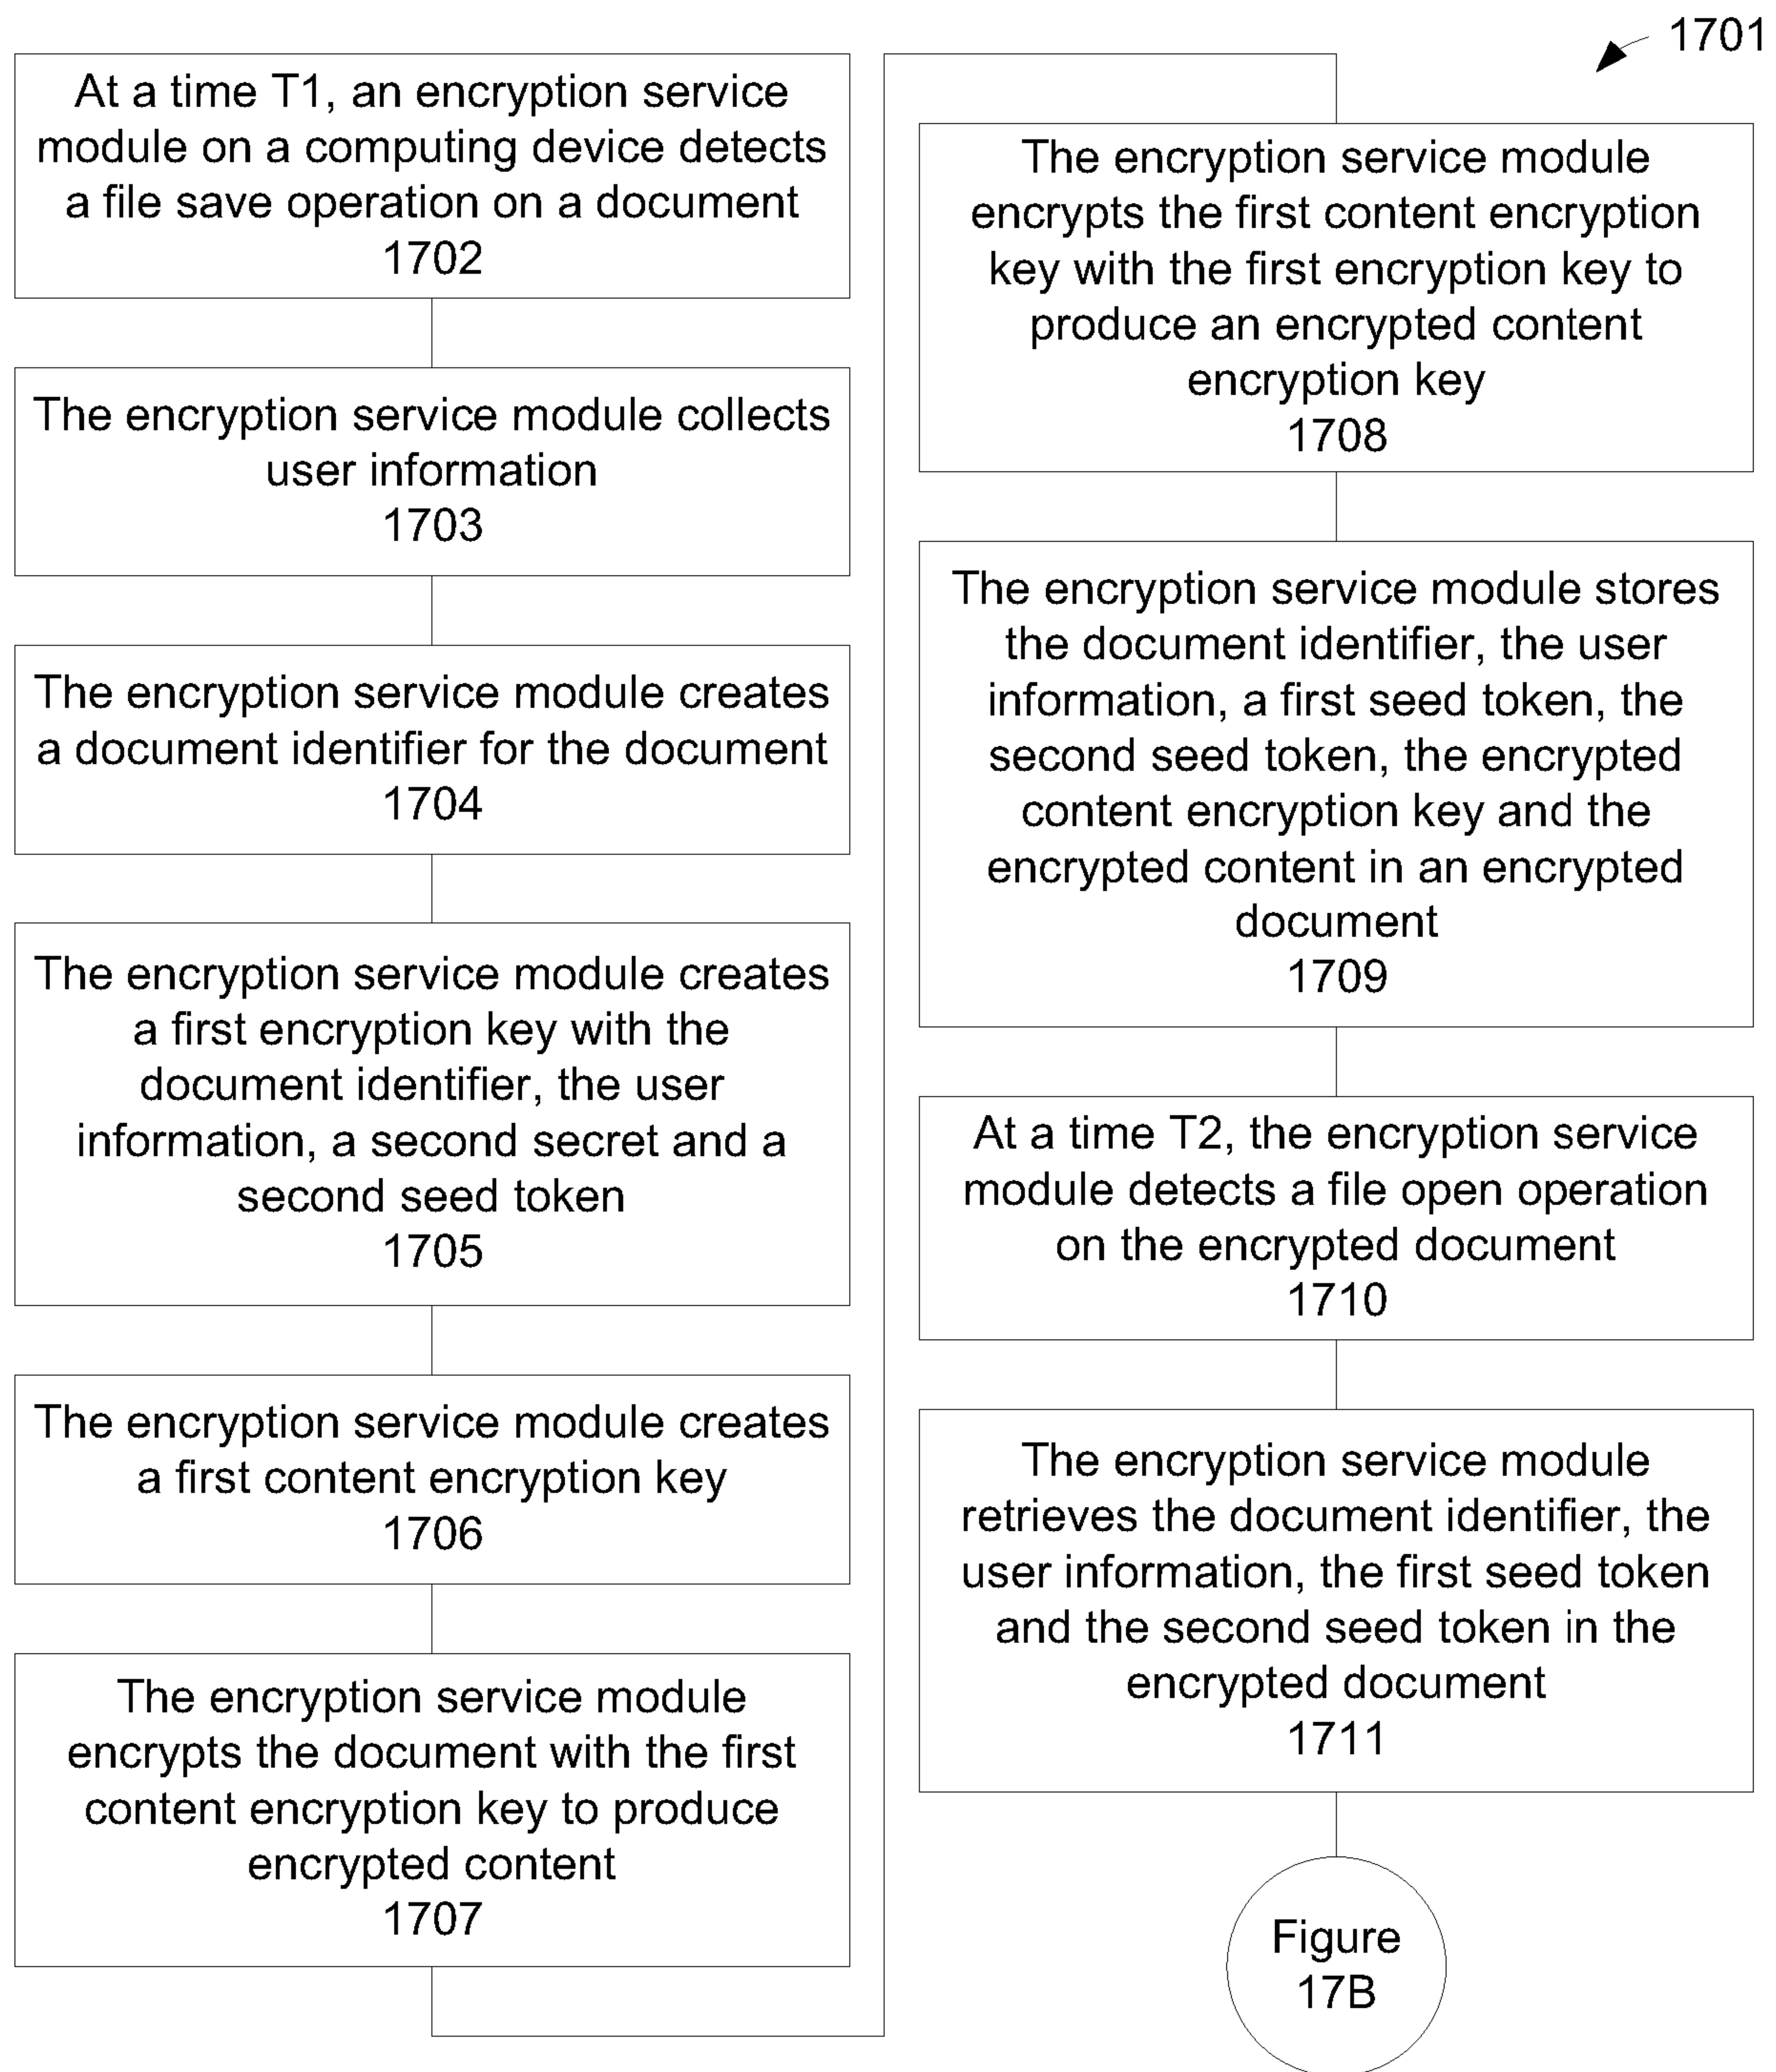 1701
At a time T1, an encryption service
module on a computing device detects
a file save operation on a document
1702
The encryption service module collects
user information
1703
The encryption service module creates
a document identifier for the document
1704
The encryption service module creates
a first encryption key with the
document identifier, the user
information, a second secret and a
second seed token
1705
The encryption service module creates
a first content encryption key
1706
The encryption service module
encrypts the document with the first
content encryption key to produce
encrypted content
1707
The encryption service module
encrypts the first content encryption
key with the first encryption key to
produce an encrypted content
encryption key
1708
The encryption service module stores
the document identifier, the user
information, a first seed token, the
second seed token, the encrypted
content encryption key and the
encrypted content in an encrypted
document
1709
At a time T2, the encryption service
module detects a file open operation
on the encrypted document
1710
The encryption service module
retrieves the document identifier, the
user information, the first seed token
and the second seed token in the
encrypted document
1711
Figure
17B